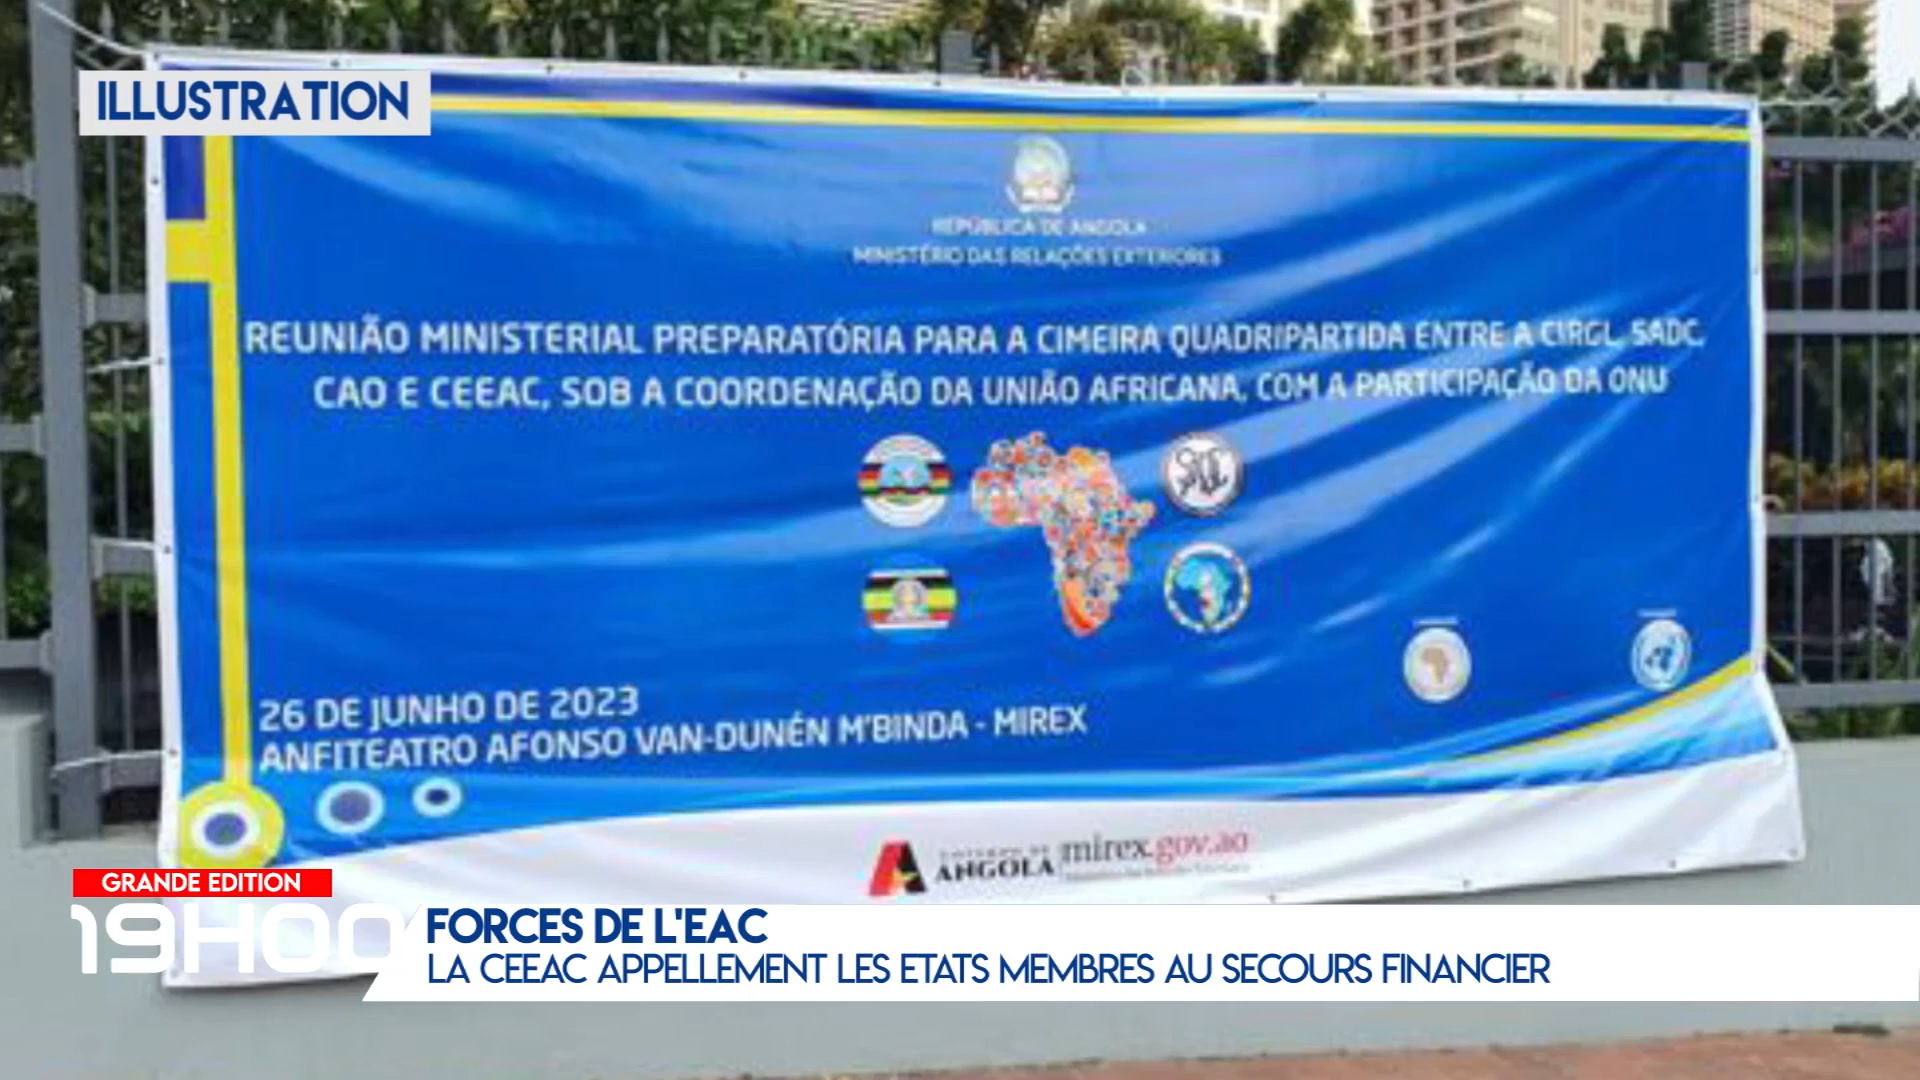 ILLUSTRATION
REPÚBLICA DE ANGOLA
MINISTÉRIO DAS RELAÇÕES EXTERIORES
REUNIÃO MINISTERIAL PREPARATÓRIA PARA A CIMEIRA QUADRIPARTIDA ENTRE A CIRGL, SADC,
CAO E CEEAC, SOB A COORDENAÇÃO DA UNIÃO AFRICANA, COM A PARTICIPAÇÃO DA ONU
26 DE JUNHO DE 2023
ANFITEATRO AFONSO VAN-DUNÉN M'BINDA - MIREX
GOVERNO DE
ANGOLA mirex.gov.ao
GRANDE EDITION
19H00
FORCES DE L'EAC
LA CEEAC APPELLEMENT LES ETATS MEMBRES AU SECOURS FINANCIER